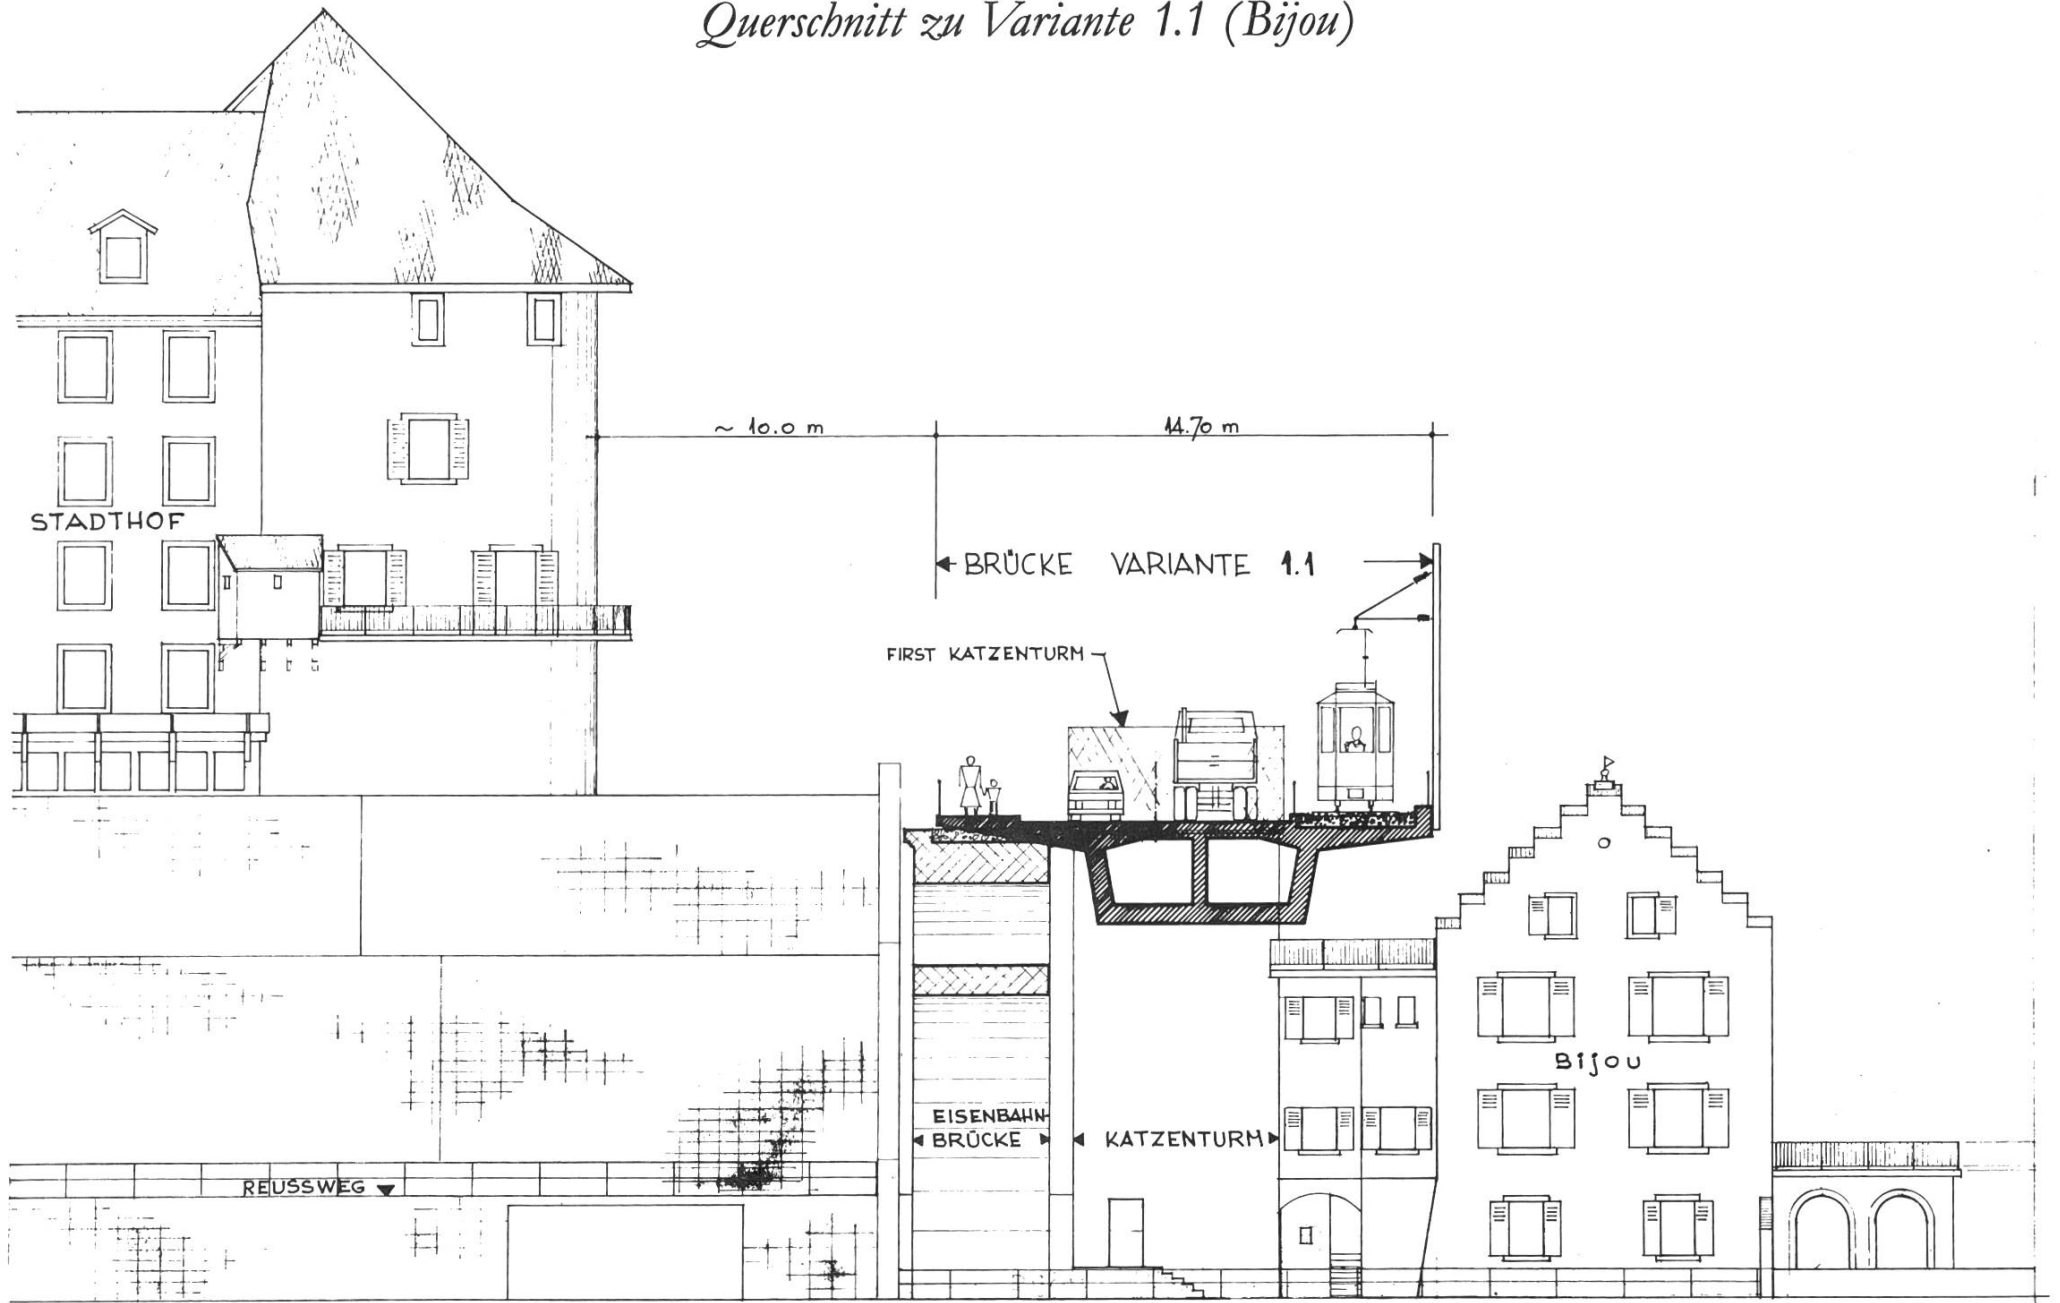 Querschnitt zu Variante 1.1 (Bijou)
~ 10.0 m
14.70 m
STADTHOF
BRÜCKE VARIANTE 1.1
FIRST KATZENTURM
BIJOU
EISENBAHN-
BRÜCKE
KATZENTURM
REUSSWEG